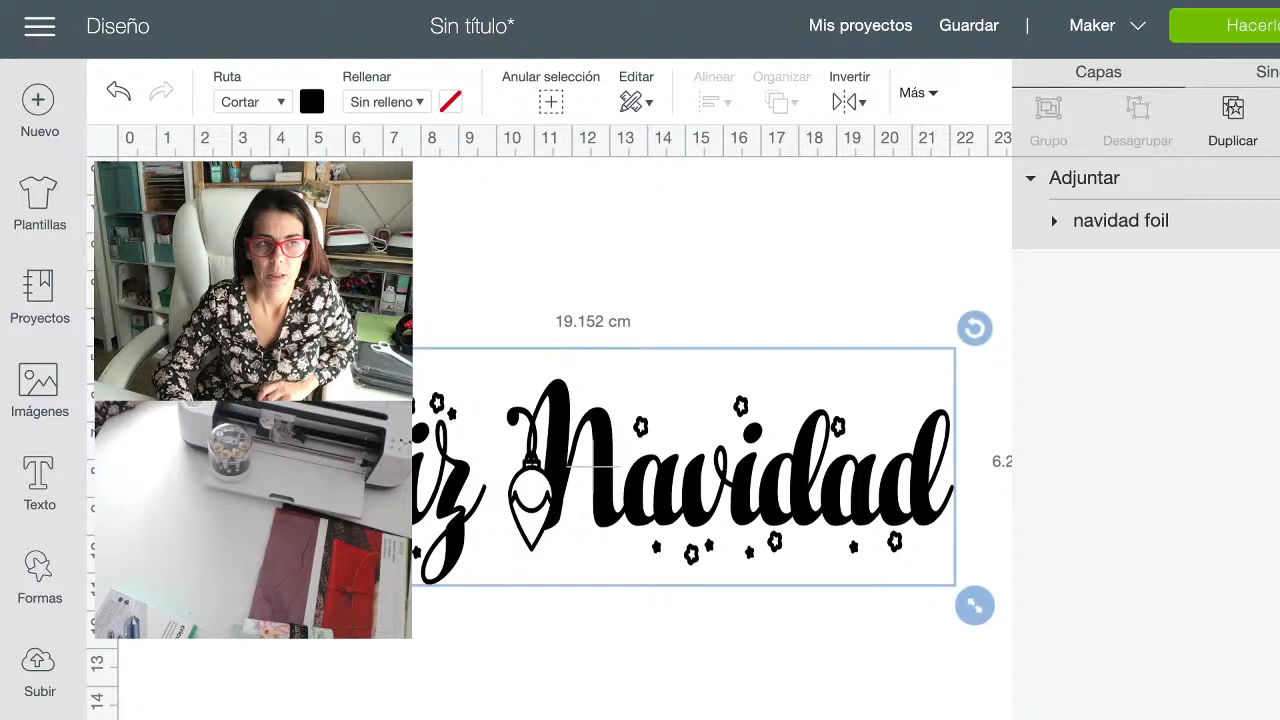 Diseño
Sin título*
Mis proyectos
Guardar
|
Maker
Hacerlo
Nuevo
Plantillas
Proyectos
Imágenes
Texto
Formas
Subir
Ruta
Cortar
Rellenar
Sin relleno
Anular selección
Editar
Alinear
Organizar
Invertir
Más
0 1 2 3 4 5 6 7 8 9 10 11 12 13 14 15 16 17 18 19 20 21 22 23
13
14
Capas
Sin
Grupo
Desagrupar
Duplicar
Adjuntar
navidad foil
19.152 cm
6.2
iz Navidad